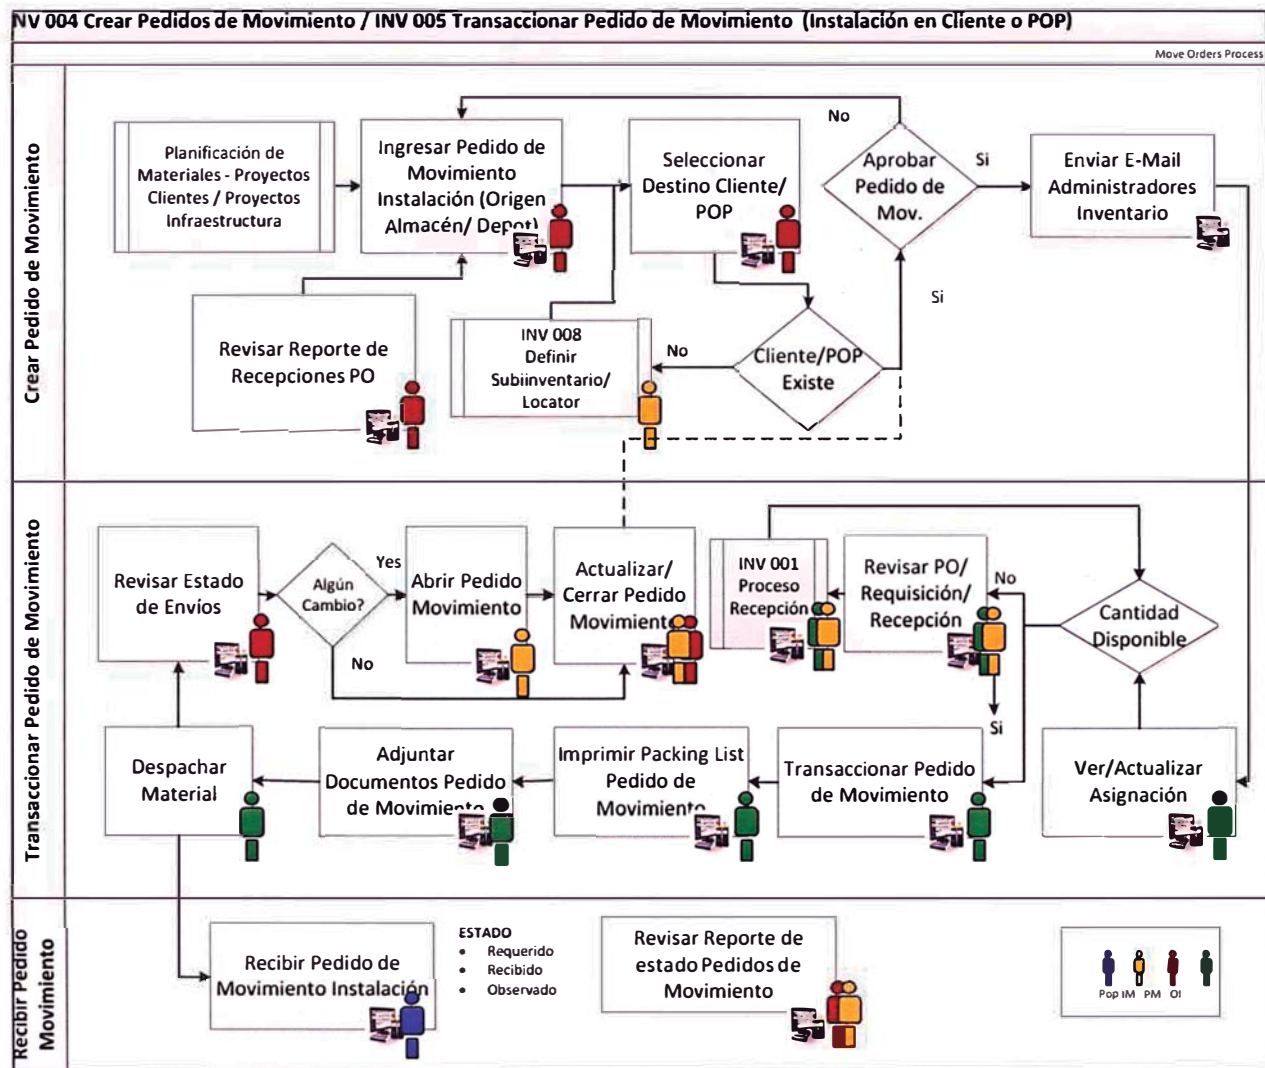 NV 004 Crear Pedidos de Movimiento / INV 005 Transaccionar Pedido de Movimiento (Instalación en Cliente o POP)
Move Orders Process
Crear Pedido de Movimiento
Planificación de
Materiales - Proyectos
Clientes / Proyectos
Infraestructura
Ingresar Pedido de
Movimiento
Instalación (Origen
Almacén/ Depot)
Seleccionar
Destino Cliente/
POP
No
Aprobar
Pedido de
Mov.
Si
Enviar E-Mail
Administradores
Inventario
Revisar Reporte de
Recepciones PO
INV 008
Definir
Subiinventario/
Locator
No
Cliente/POP
Existe
Si
Transaccionar Pedido de Movimiento
Revisar Estado
de Envíos
Algún
Cambio?
Yes
No
Abrir Pedido
Movimiento
Actualizar/
Cerrar Pedido
Movimiento
INV 001
Proceso
Recepción
Revisar PO/
Requisición/
Recepción
No
Si
Cantidad
Disponible
Despachar
Material
Adjuntar
Documentos Pedido
de Movimiento
Imprimir Packing List
Pedido de
Movimiento
Transaccionar Pedido
de Movimiento
Ver/Actualizar
Asignación
Recibir Pedido
Movimiento
Recibir Pedido de
Movimiento Instalación
ESTADO
• Requerido
• Recibido
• Observado
Revisar Reporte de
estado Pedidos de
Movimiento
Pop IM PM OI